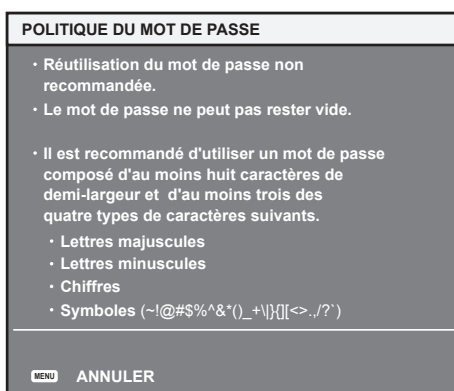 POLITIQUE DU MOT DE PASSE
・Réutilisation du mot de passe non
recommandée.
・Le mot de passe ne peut pas rester vide.
・Il est recommandé d'utiliser un mot de passe
composé d'au moins huit caractères de
demi-largeur et d'au moins trois des
quatre types de caractères suivants.
・Lettres majuscules
・Lettres minuscules
・Chiffres
・Symboles (~!@#$%^&*()_+\|}{][<>.,/?`)
MENU ANNULER